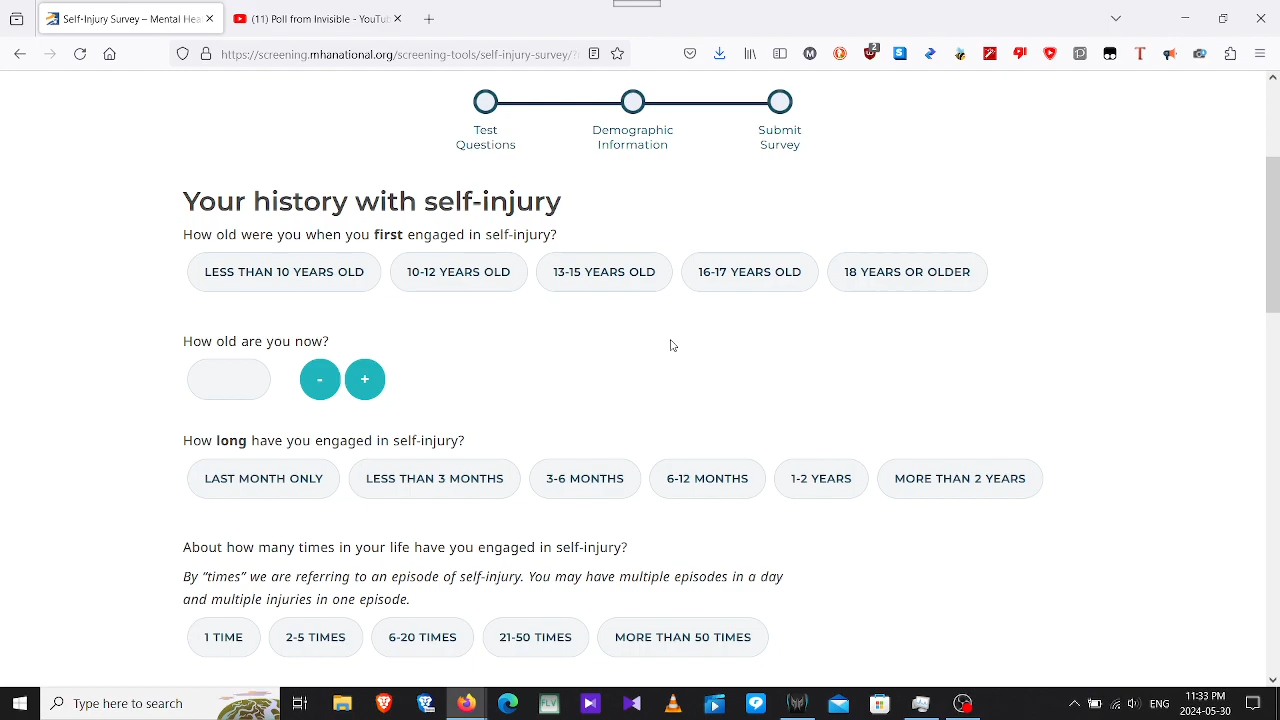 Self-Injury Survey – Mental Hea
(11) Poll from Invisible - YouTub
https://screening.mhanational.org/screening-tools/self-injury-survey/?
2
Test
Questions
Demographic
Information
Submit
Survey
Your history with self-injury
How old were you when you first engaged in self-injury?
LESS THAN 10 YEARS OLD
10-12 YEARS OLD
13-15 YEARS OLD
16-17 YEARS OLD
18 YEARS OR OLDER
How old are you now?
- +
How long have you engaged in self-injury?
LAST MONTH ONLY
LESS THAN 3 MONTHS
3-6 MONTHS
6-12 MONTHS
1-2 YEARS
MORE THAN 2 YEARS
About how many times in your life have you engaged in self-injury?
By “times” we are referring to an episode of self-injury. You may have multiple episodes in a day
and multiple injuries in one episode.
1 TIME
2-5 TIMES
6-20 TIMES
21-50 TIMES
MORE THAN 50 TIMES
Type here to search
FLV
ENG
11:33 PM
2024-05-30